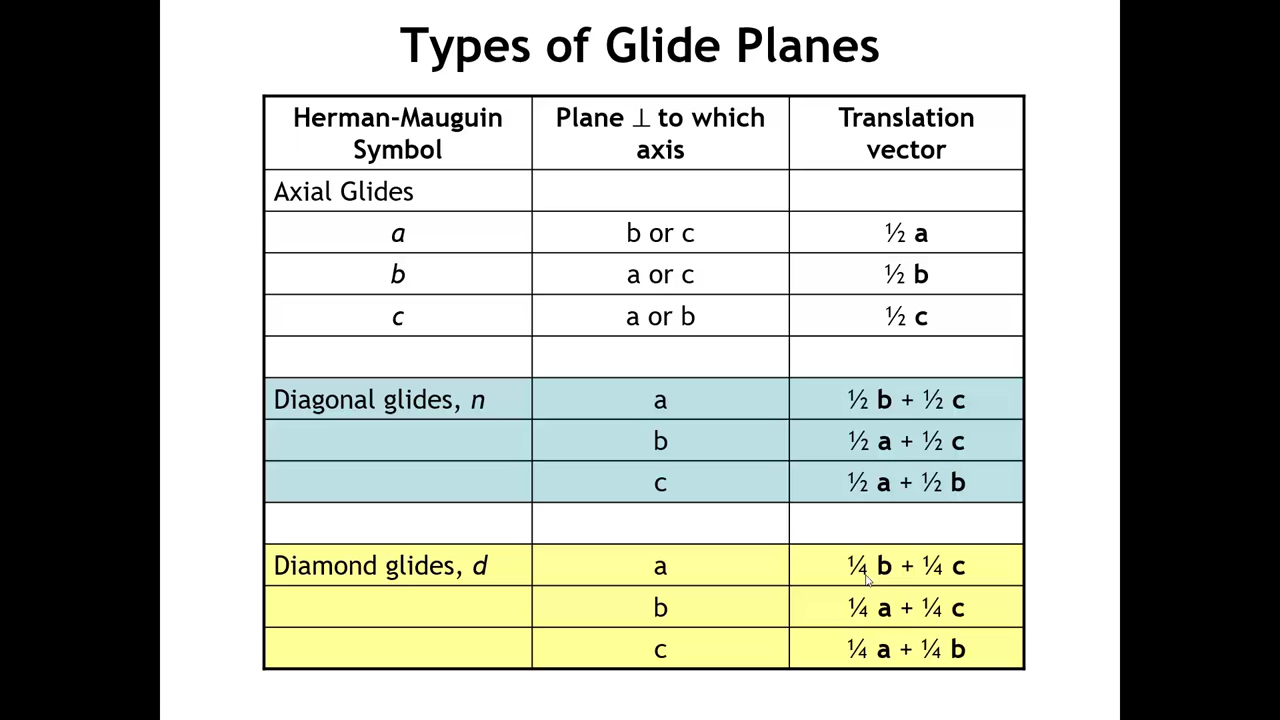 Types of Glide Planes
Herman-Mauguin Symbol	Plane ⊥ to which axis	Translation vector
Axial Glides
a	b or c	½ a
b	a or c	½ b
c	a or b	½ c
Diagonal glides, n	a	½ b + ½ c
b	½ a + ½ c
c	½ a + ½ b
Diamond glides, d	a	¼ b + ¼ c
b	¼ a + ¼ c
c	¼ a + ¼ b